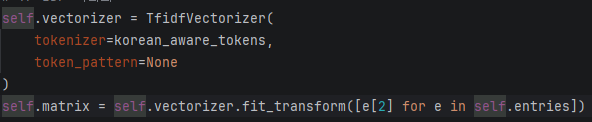 self.vectorizer = TfidfVectorizer(
    tokenizer=korean_aware_tokens,
    token_pattern=None
)
self.matrix = self.vectorizer.fit_transform([e[2] for e in self.entries])